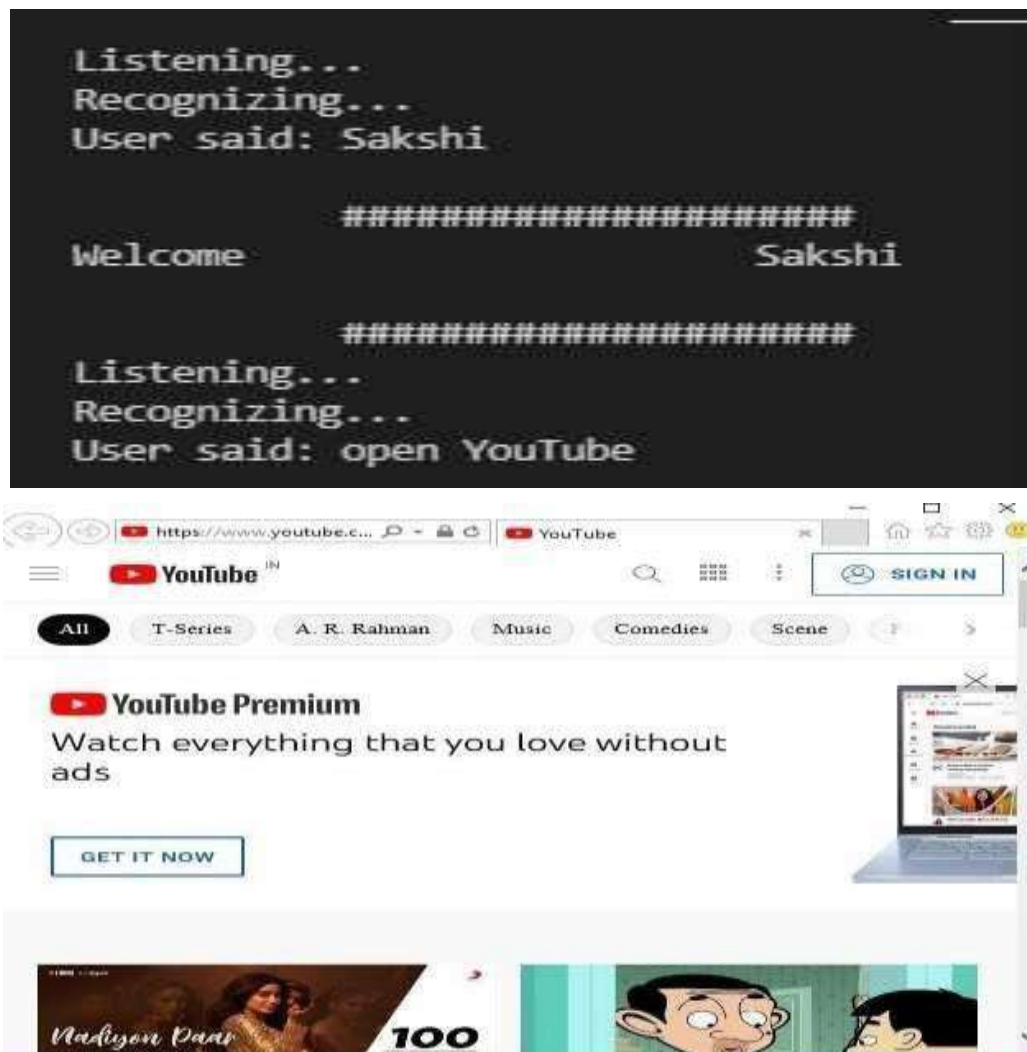 Listening...
Recognizing...
User said: Sakshi
######################
Welcome Sakshi
######################
Listening...
Recognizing...
User said: open YouTube
https://www.youtube.c... YouTube
YouTube IN SIGN IN
All T-Series A. R. Rahman Music Comedies Scene
YouTube Premium
Watch everything that you love without
ads
GET IT NOW
Nadiyon Paar 100